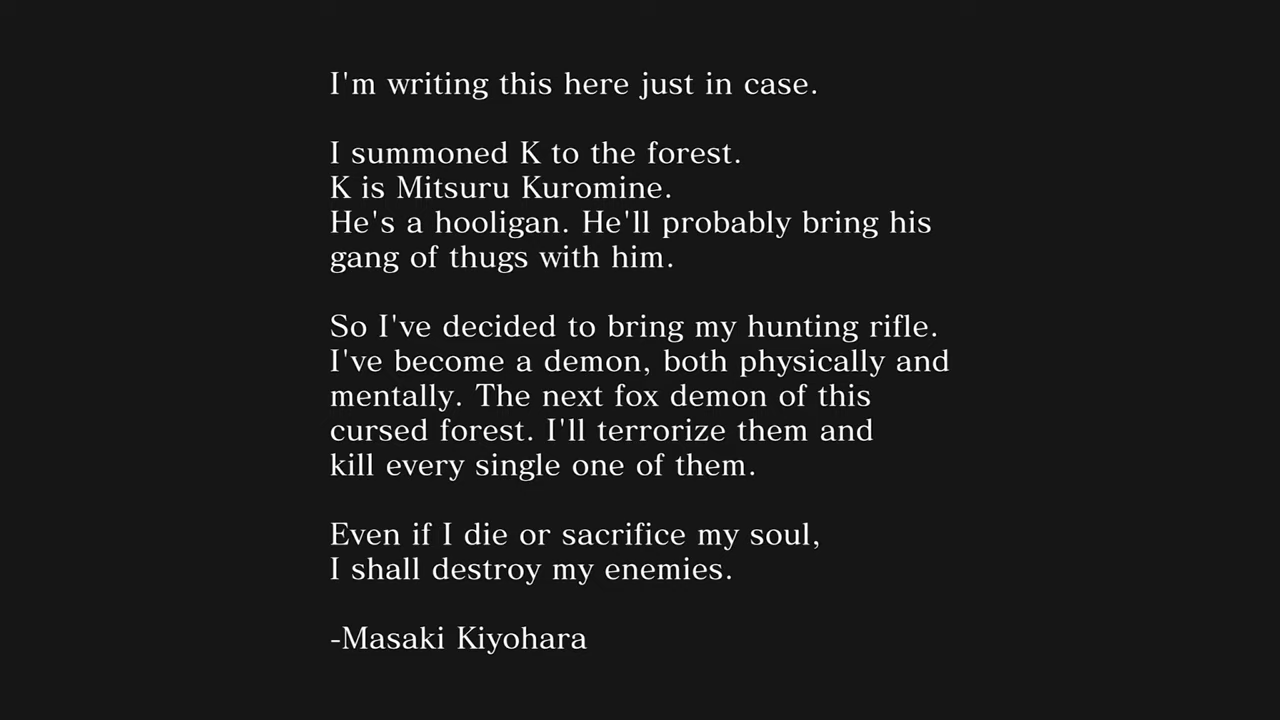 I'm writing this here just in case.
I summoned K to the forest.
K is Mitsuru Kuromine.
He's a hooligan. He'll probably bring his
gang of thugs with him.
So I've decided to bring my hunting rifle.
I've become a demon, both physically and
mentally. The next fox demon of this
cursed forest. I'll terrorize them and
kill every single one of them.
Even if I die or sacrifice my soul,
I shall destroy my enemies.
-Masaki Kiyohara